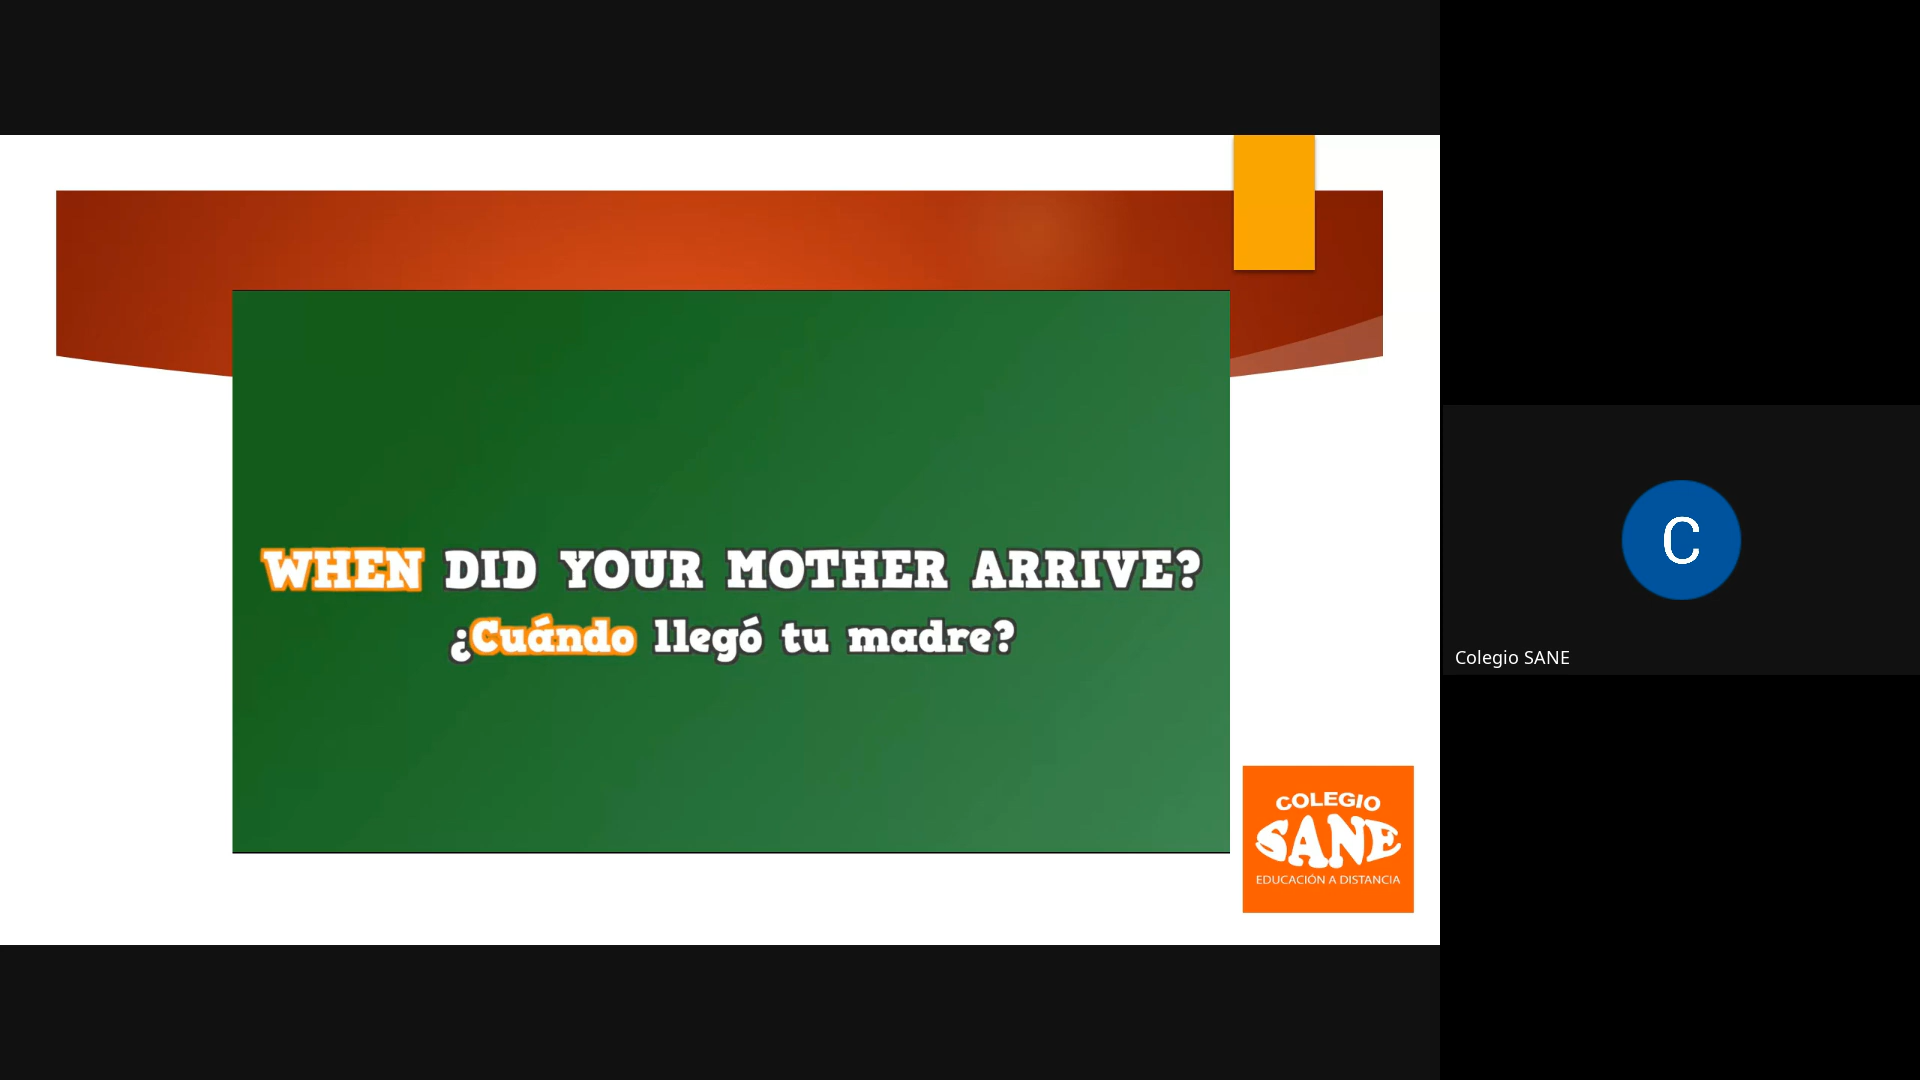 WHEN DID YOUR MOTHER ARRIVE?
¿Cuándo llegó tu madre?
COLEGIO
SANE
EDUCACIÓN A DISTANCIA
C
Colegio SANE